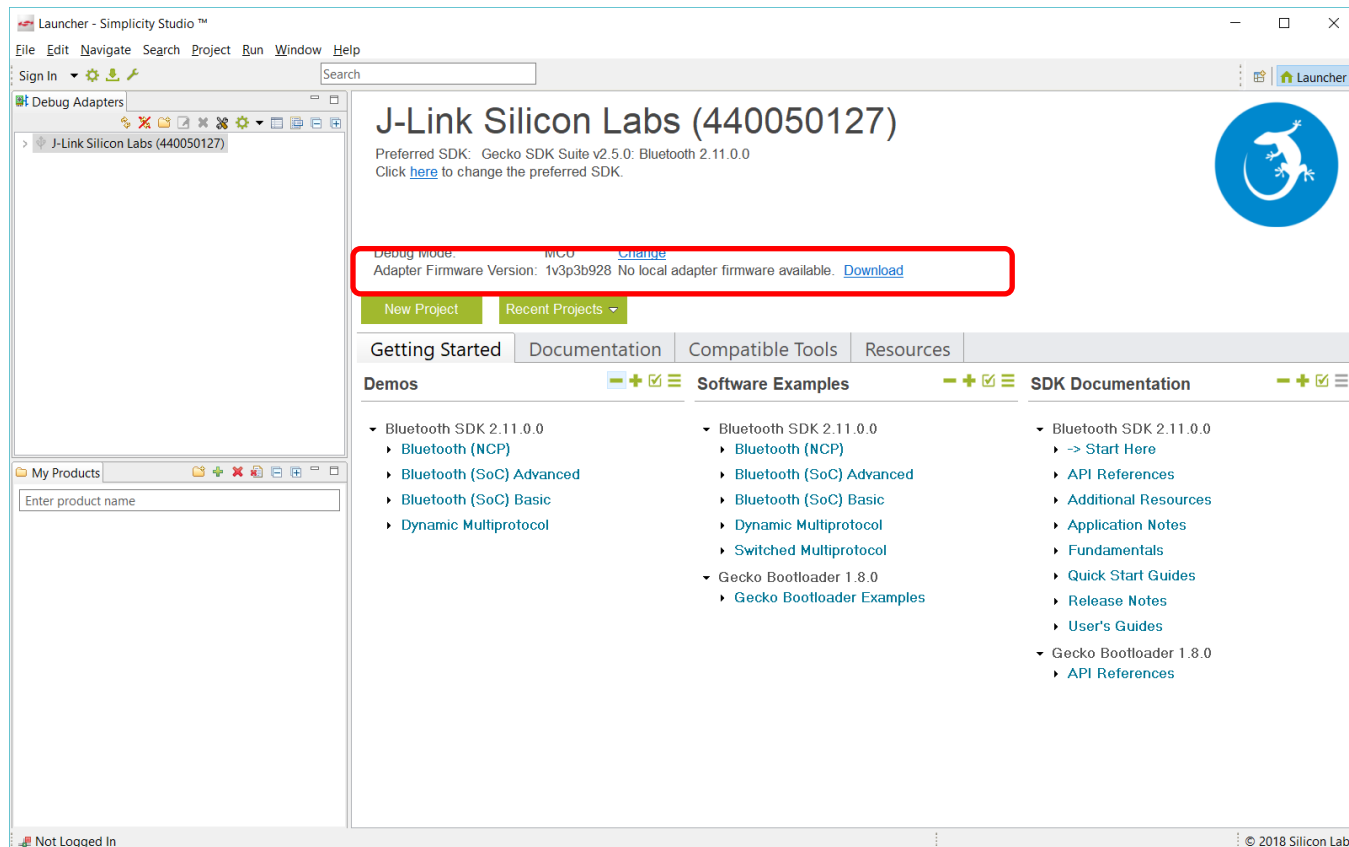 Launcher - Simplicity Studio ™
File Edit Navigate Search Project Run Window Help
Sign In
Search
Launcher
Debug Adapters
J-Link Silicon Labs (440050127)
J-Link Silicon Labs (440050127)
Preferred SDK: Gecko SDK Suite v2.5.0: Bluetooth 2.11.0.0
Click here to change the preferred SDK.
Debug Mode: MCU Change
Adapter Firmware Version: 1v3p3b928 No local adapter firmware available. Download
New Project
Recent Projects
Getting Started
Documentation
Compatible Tools
Resources
Demos
Bluetooth SDK 2.11.0.0
Bluetooth (NCP)
Bluetooth (SoC) Advanced
Bluetooth (SoC) Basic
Dynamic Multiprotocol
Software Examples
Bluetooth SDK 2.11.0.0
Bluetooth (NCP)
Bluetooth (SoC) Advanced
Bluetooth (SoC) Basic
Dynamic Multiprotocol
Switched Multiprotocol
Gecko Bootloader 1.8.0
Gecko Bootloader Examples
SDK Documentation
Bluetooth SDK 2.11.0.0
-> Start Here
API References
Additional Resources
Application Notes
Fundamentals
Quick Start Guides
Release Notes
User's Guides
Gecko Bootloader 1.8.0
API References
My Products
Enter product name
Not Logged In
© 2018 Silicon Lab